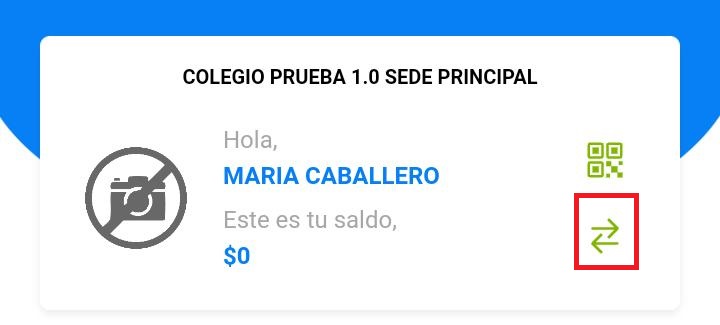 COLEGIO PRUEBA 1.0 SEDE PRINCIPAL
Hola,
MARIA CABALLERO
Este es tu saldo,
$0